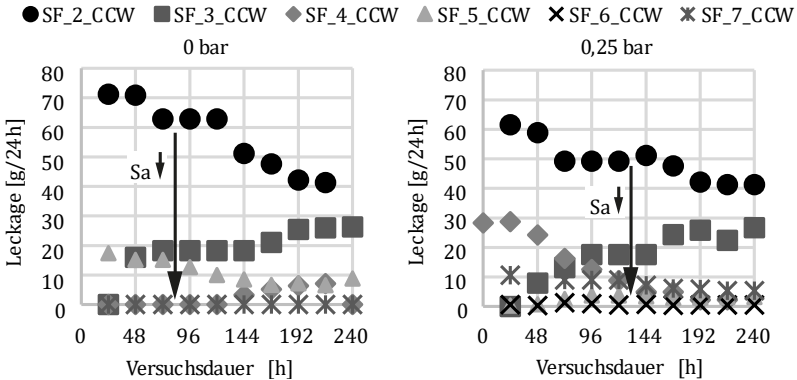 SF_2_CCW SF_3_CCW SF_4_CCW SF_5_CCW SF_6_CCW SF_7_CCW
0 bar
Leckage [g/24h]
80
70
60
50
40
30
20
10
0
Sa
0 48 96 144 192 240
Versuchsdauer [h]
0,25 bar
Leckage [g/24h]
80
70
60
50
40
30
20
10
0
Sa
0 48 96 144 192 240
Versuchsdauer [h]